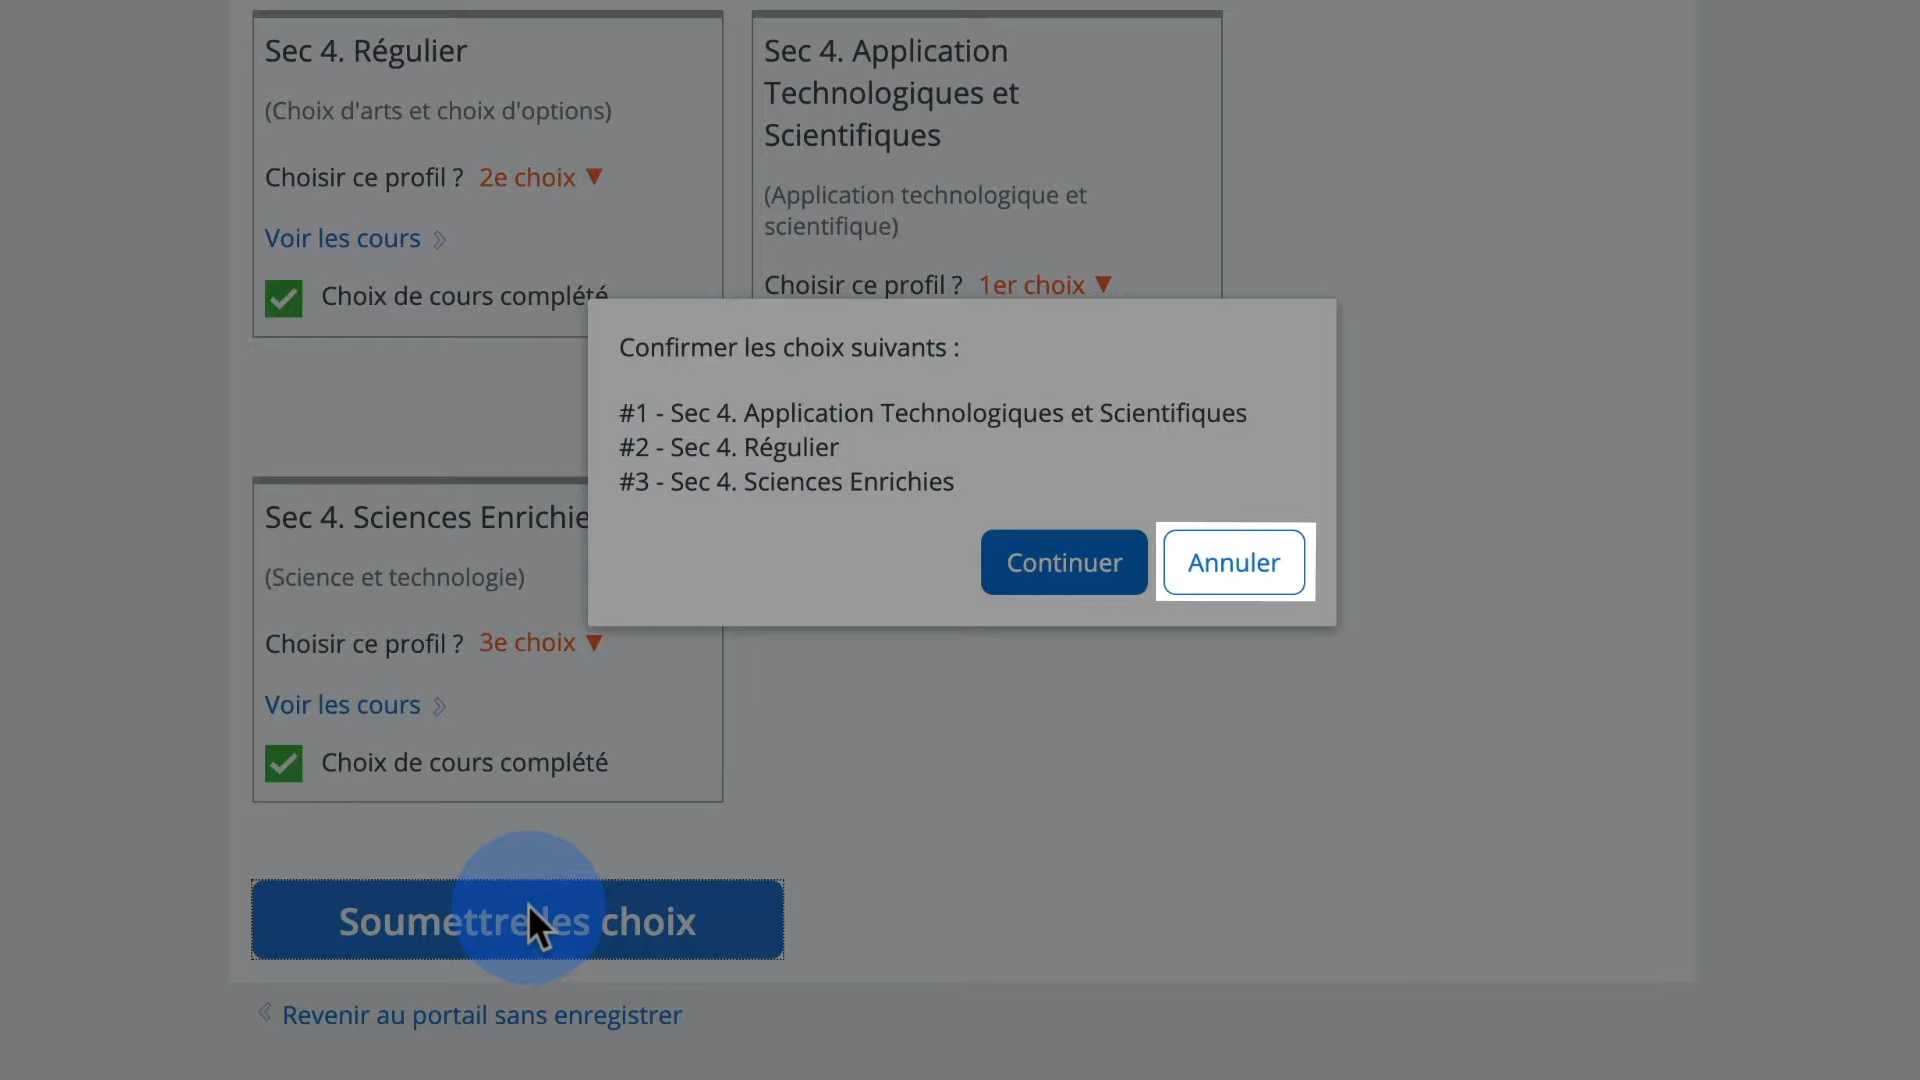 Sec 4. Régulier
(Choix d'arts et choix d'options)
Choisir ce profil ? 2e choix ▼
Voir les cours
Choix de cours complété
Sec 4. Application
Technologiques et
Scientifiques
(Application technologique et
scientifique)
Choisir ce profil ? 1er choix ▼
Confirmer les choix suivants :
#1 - Sec 4. Application Technologiques et Scientifiques
#2 - Sec 4. Régulier
#3 - Sec 4. Sciences Enrichies
Continuer
Annuler
Sec 4. Sciences Enrichie
(Science et technologie)
Choisir ce profil ? 3e choix ▼
Voir les cours
Choix de cours complété
Soumettre les choix
Revenir au portail sans enregistrer